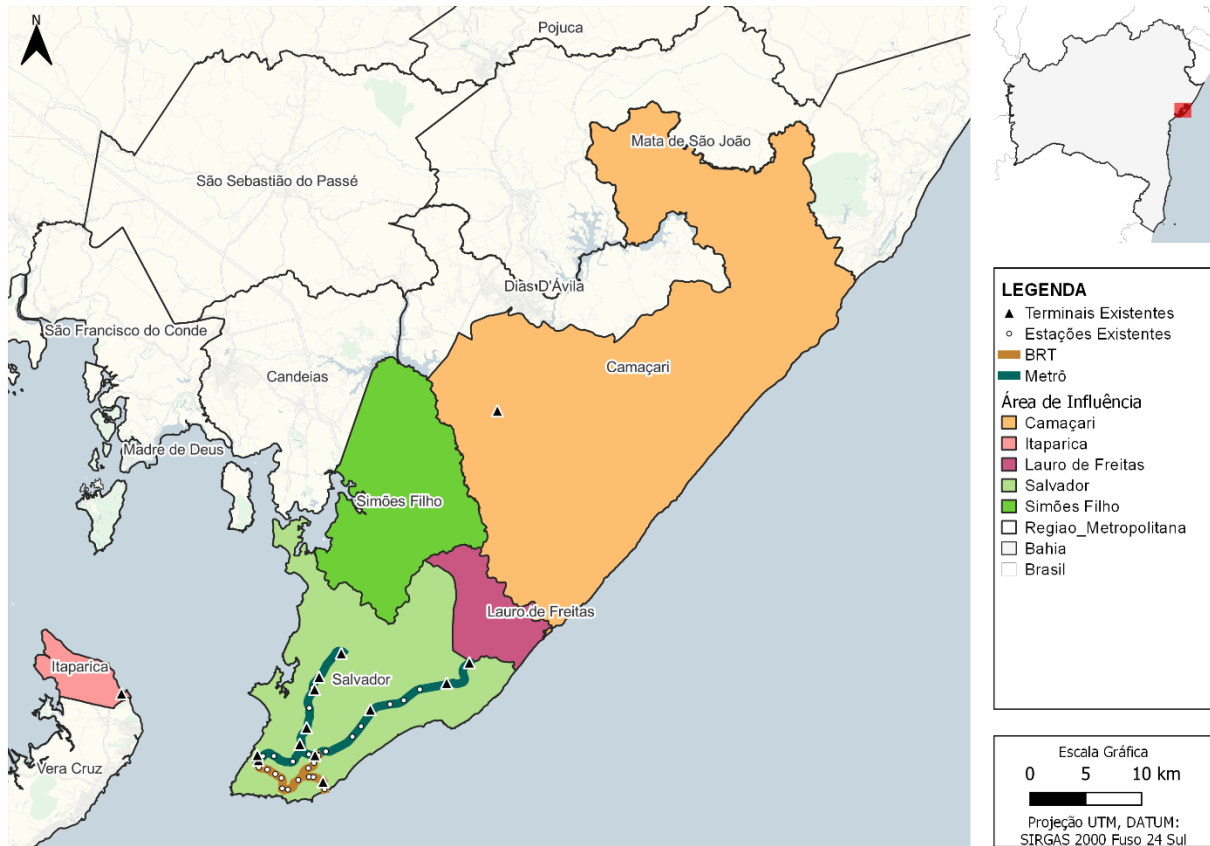 N
Pojuca
Mata de São João
São Sebastião do Passé
Dias D'Ávila
São Francisco do Conde
Camaçari
Candeias
Madre de Deus
Simões Filho
Lauro de Freitas
Itaparica
Salvador
Vera Cruz
LEGENDA
Terminais Existentes
Estações Existentes
BRT
Metrô
Área de Influência
Camaçari
Itaparica
Lauro de Freitas
Salvador
Simões Filho
Regiao_Metropolitana
Bahia
Brasil
Escala Gráfica
0 5 10 km
Projeção UTM, DATUM:
SIRGAS 2000 Fuso 24 Sul